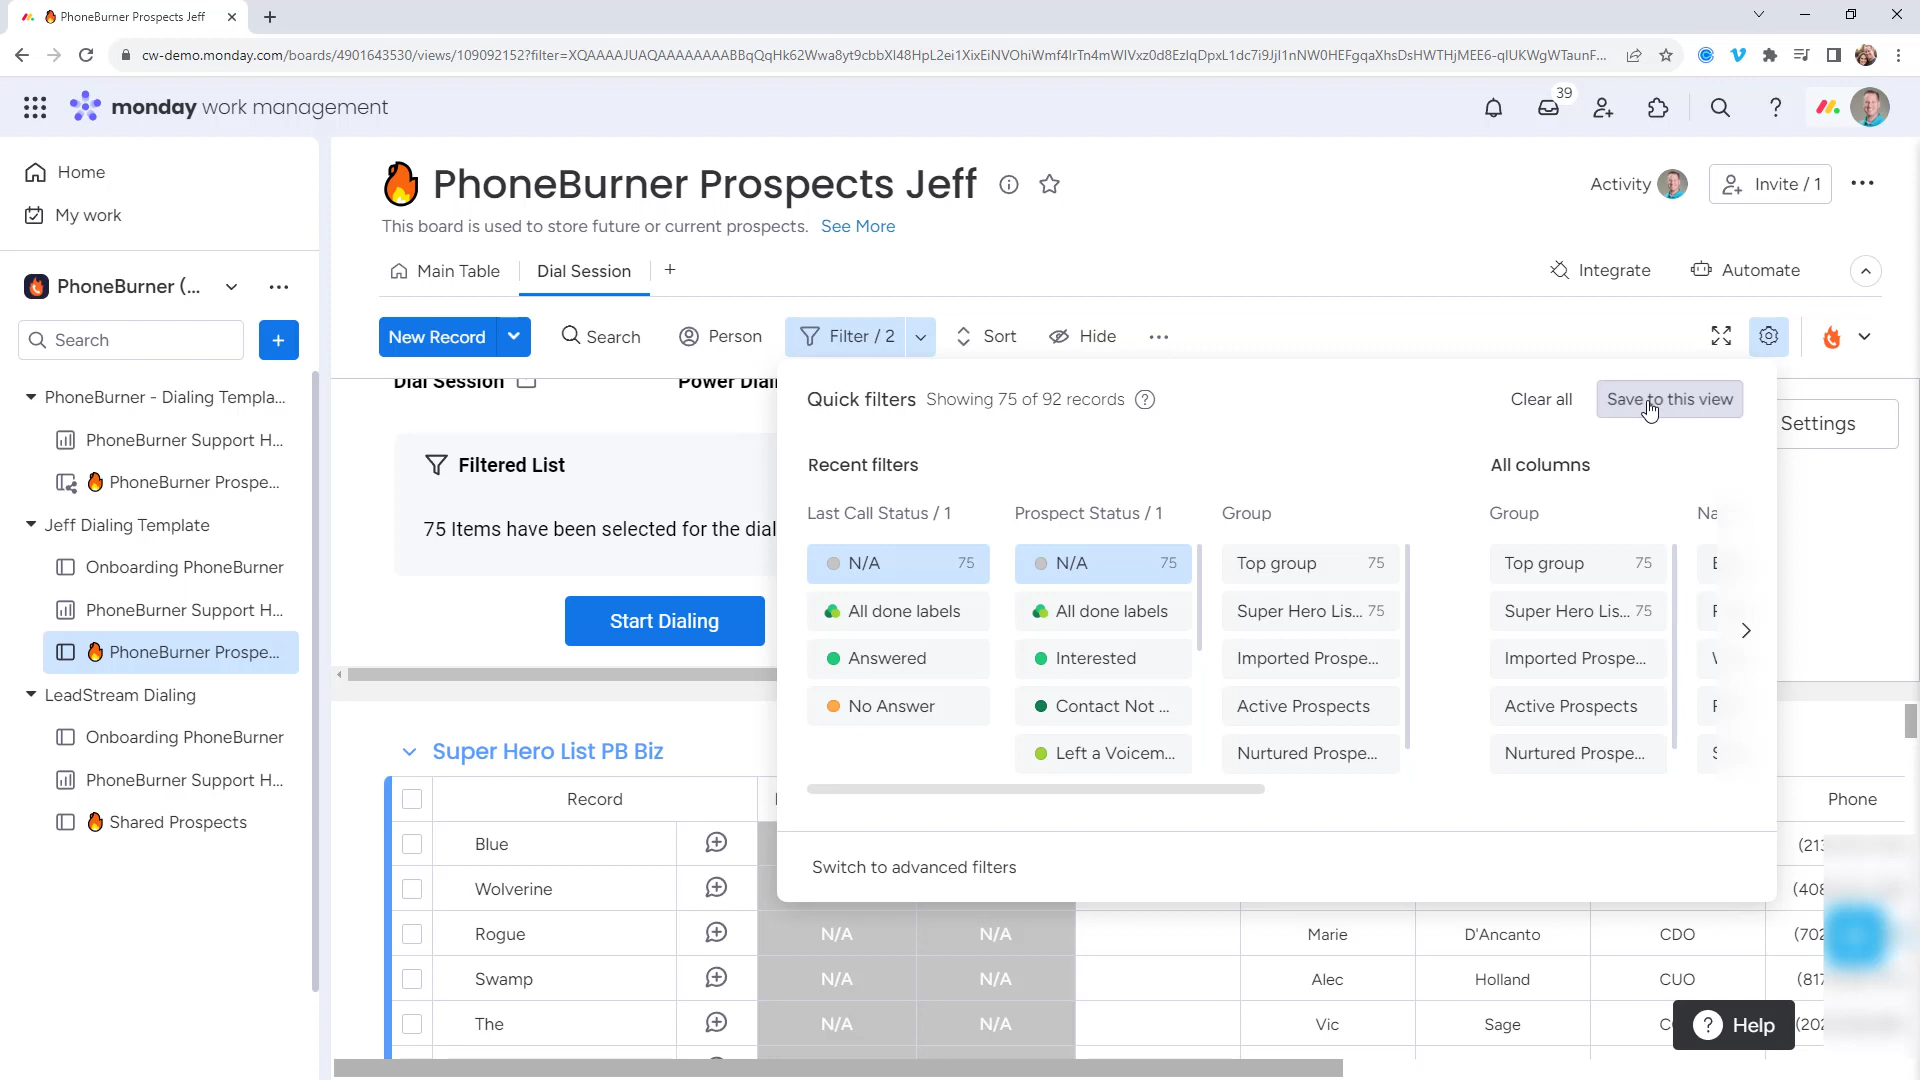 PhoneBurner Prospects Jeff
cw-demo.monday.com/boards/4901643530/views/109092152?filter=XQAAAAJUAQAAAAAAAABBqQqHk62Wwa8yt9cbbXI48HpL2ei1XixEiNVOhiWmf4IrTn4mWIVxz0d8EzIqDpxL1dc7i9JjI1nNW0HEFgqaXhsDsHWTHjMEE6-qIUKWgWTaunF...
monday work management
39
Home
My work
PhoneBurner (...
Search
PhoneBurner - Dialing Templa...
PhoneBurner Support H...
PhoneBurner Prospe...
Jeff Dialing Template
Onboarding PhoneBurner
PhoneBurner Support H...
PhoneBurner Prospe...
LeadStream Dialing
Onboarding PhoneBurner
PhoneBurner Support H...
Shared Prospects
PhoneBurner Prospects Jeff
Activity
Invite / 1
This board is used to store future or current prospects. See More
Main Table
Dial Session
Integrate
Automate
New Record
Search
Person
Filter / 2
Sort
Hide
Dial Session
Power Dial
Settings
Filtered List
75 Items have been selected for the dial
Start Dialing
Quick filters Showing 75 of 92 records
Clear all
Save to this view
Recent filters
All columns
Last Call Status / 1
Prospect Status / 1
Group
Group
Na
N/A 75
N/A 75
Top group 75
Top group 75
All done labels
All done labels
Super Hero Lis... 75
Super Hero Lis... 75
Answered
Interested
Imported Prospe...
Imported Prospe...
No Answer
Contact Not ...
Active Prospects
Active Prospects
Left a Voicem...
Nurtured Prospe...
Nurtured Prospe...
Switch to advanced filters
Super Hero List PB Biz
Record
Phone
Blue
(213
Wolverine
(408
Rogue N/A N/A Marie D'Ancanto CDO (702
Swamp N/A N/A Alec Holland CUO (817
The N/A N/A Vic Sage (202
Help